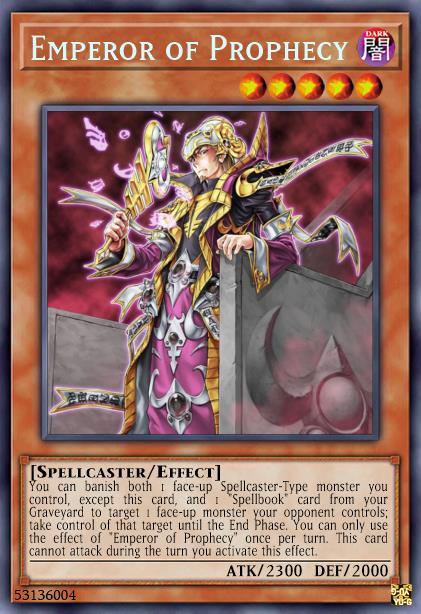 EMPEROR OF PROPHECY
DARK
闇
[SPELLCASTER/EFFECT]
You can banish both 1 face-up Spellcaster-Type monster you
control, except this card, and 1 "Spellbook" card from your
Graveyard to target 1 face-up monster your opponent controls;
take control of that target until the End Phase. You can only use
the effect of "Emperor of Prophecy" once per turn. This card
cannot attack during the turn you activate this effect.
ATK/2300 DEF/2000
53136004